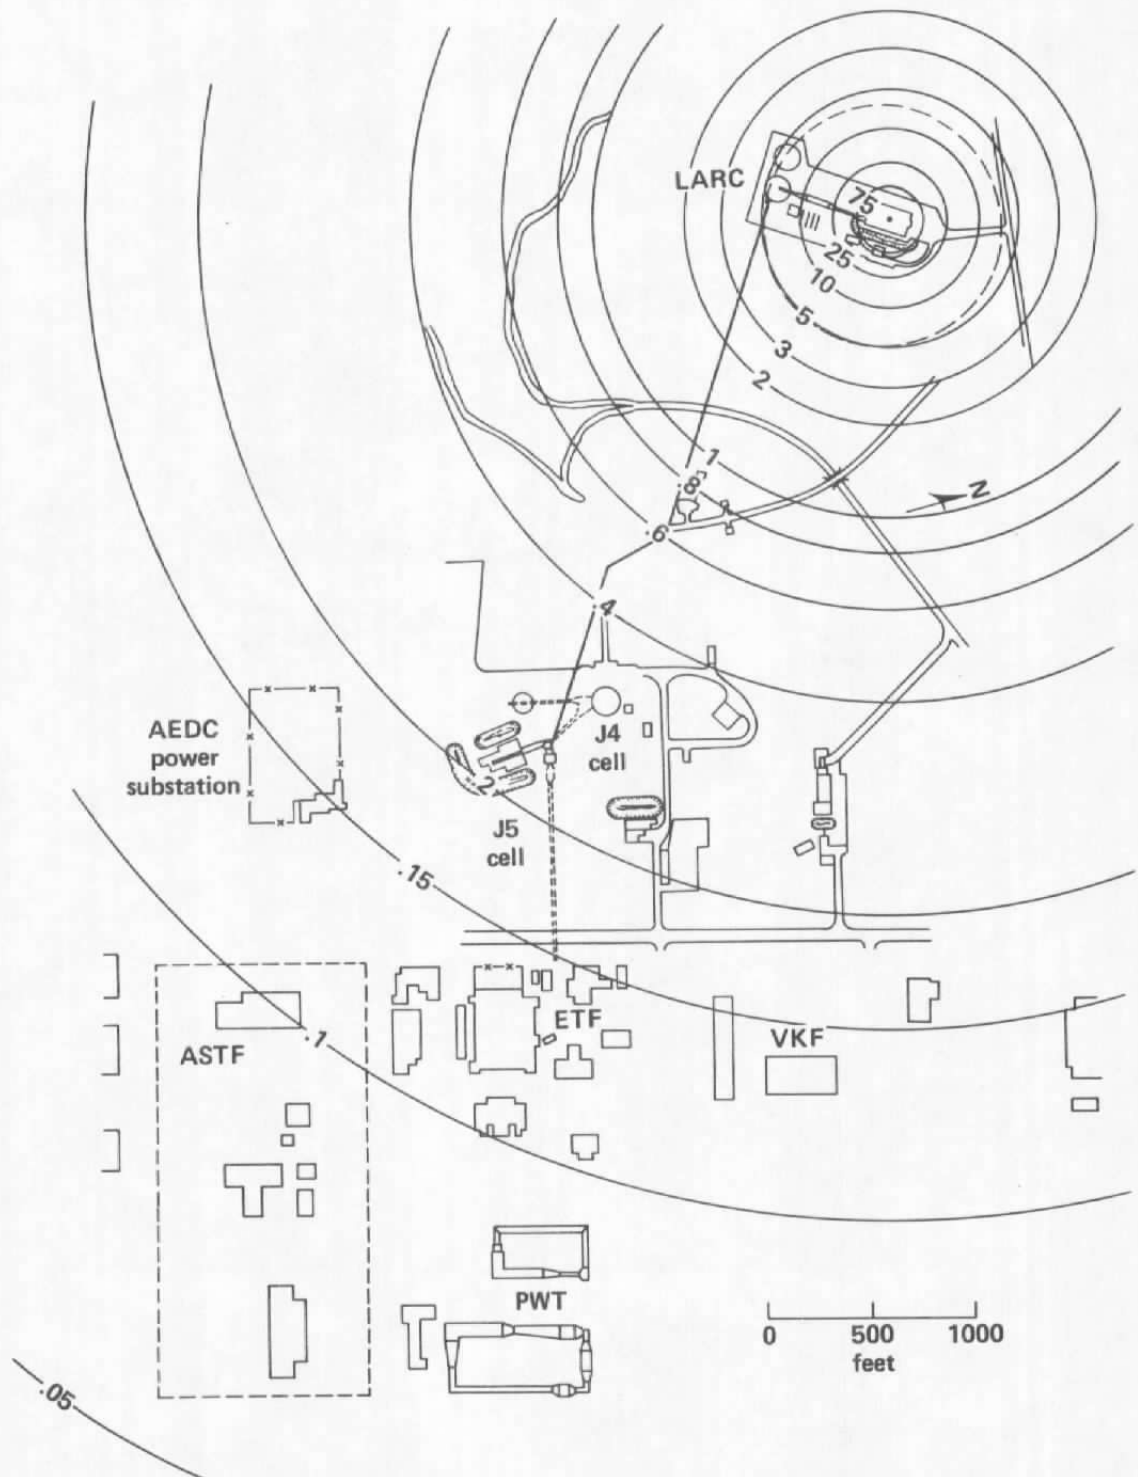 LARC
75
25
10
5
3
2
1
.8
N
.6
.4
AEDC
power
substation
J4
cell
.2
J5
cell
.15
ETF
VKF
.1
ASTF
PWT
0 500 1000
feet
.05